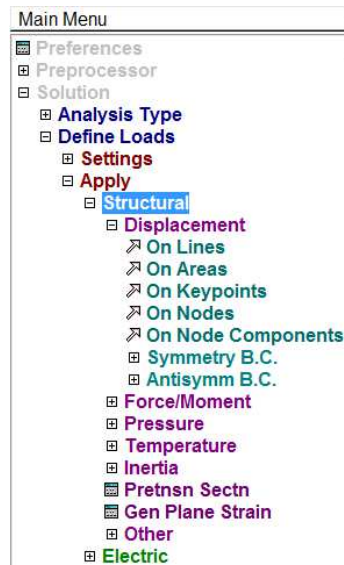 Main Menu
Preferences
Preprocessor
Solution
Analysis Type
Define Loads
Settings
Apply
Structural
Displacement
On Lines
On Areas
On Keypoints
On Nodes
On Node Components
Symmetry B.C.
Antisymm B.C.
Force/Moment
Pressure
Temperature
Inertia
Pretnsn Sectn
Gen Plane Strain
Other
Electric